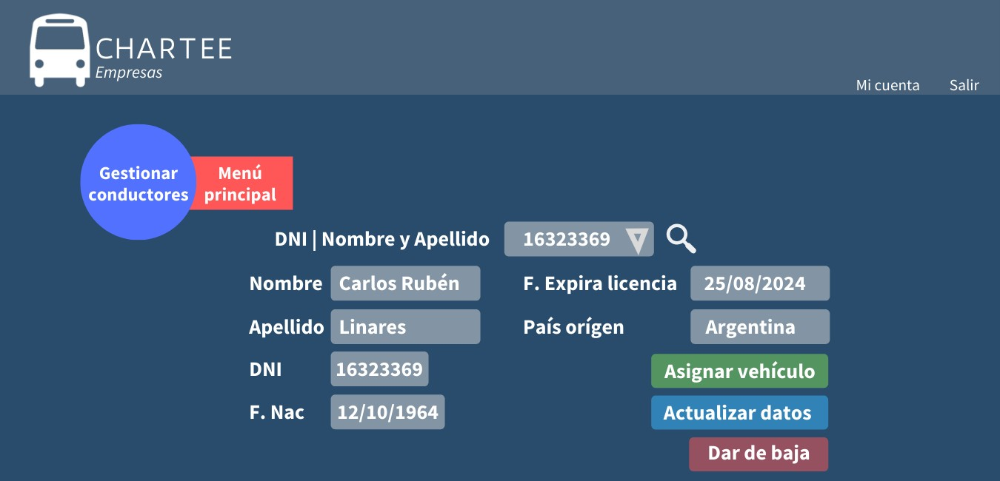 CHARTEE
Empresas
Mi cuenta Salir
Gestionar
conductores
Menú
principal
DNI | Nombre y Apellido 16323369
Nombre Carlos Rubén F. Expira licencia 25/08/2024
Apellido Linares País orígen Argentina
DNI 16323369 Asignar vehículo
F. Nac 12/10/1964 Actualizar datos
Dar de baja